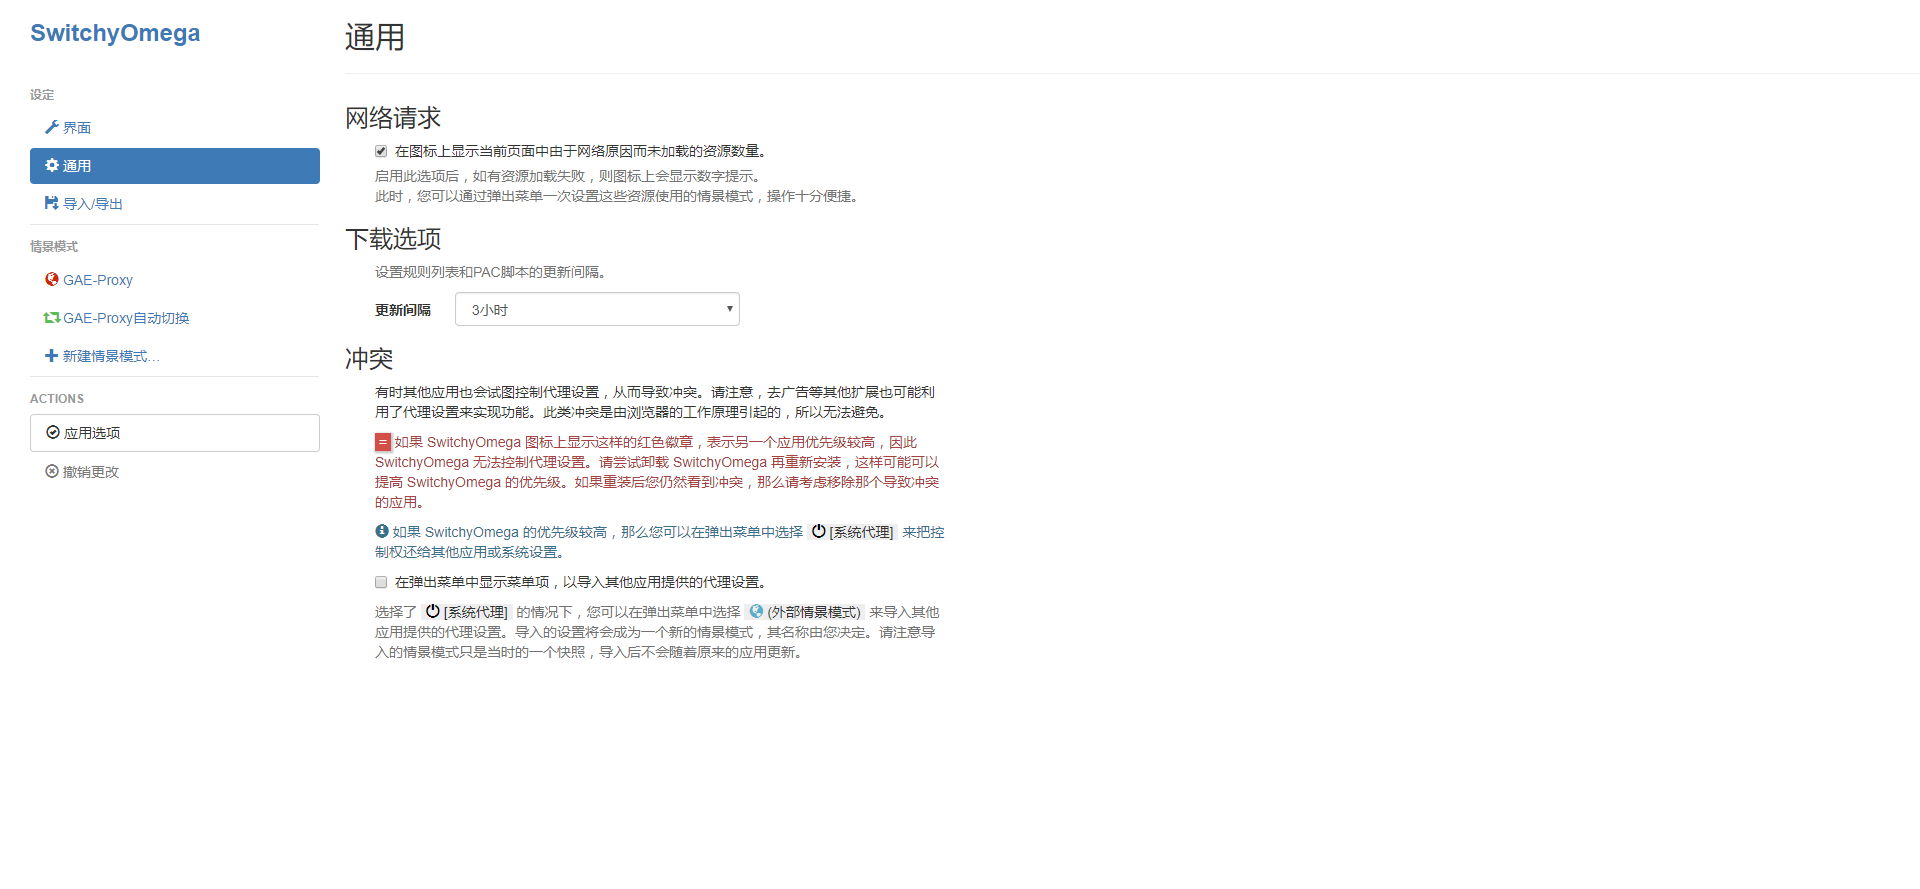 SwitchyOmega
设定
界面
通用
导入/导出
情景模式
GAE-Proxy
GAE-Proxy自动切换
新建情景模式…
ACTIONS
应用选项
撤销更改
通用
网络请求
在图标上显示当前页面中由于网络原因而未加载的资源数量。
启用此选项后，如有资源加载失败，则图标上会显示数字提示。
此时，您可以通过弹出菜单一次设置这些资源使用的情景模式，操作十分便捷。
下载选项
设置规则列表和PAC脚本的更新间隔。
更新间隔 3小时
冲突
有时其他应用也会试图控制代理设置，从而导致冲突。请注意，去广告等其他扩展也可能利
用了代理设置来实现功能。此类冲突是由浏览器的工作原理引起的，所以无法避免。
= 如果 SwitchyOmega 图标上显示这样的红色徽章，表示另一个应用优先级较高，因此
SwitchyOmega 无法控制代理设置。请尝试卸载 SwitchyOmega 再重新安装，这样可能可以
提高 SwitchyOmega 的优先级。如果重装后您仍然看到冲突，那么请考虑移除那个导致冲突
的应用。
如果 SwitchyOmega 的优先级较高，那么您可以在弹出菜单中选择 [系统代理] 来把控
制权还给其他应用或系统设置。
在弹出菜单中显示菜单项，以导入其他应用提供的代理设置。
选择了 [系统代理] 的情况下，您可以在弹出菜单中选择 (外部情景模式) 来导入其他
应用提供的代理设置。导入的设置将会成为一个新的情景模式，其名称由您决定。请注意导
入的情景模式只是当时的一个快照，导入后不会随着原来的应用更新。